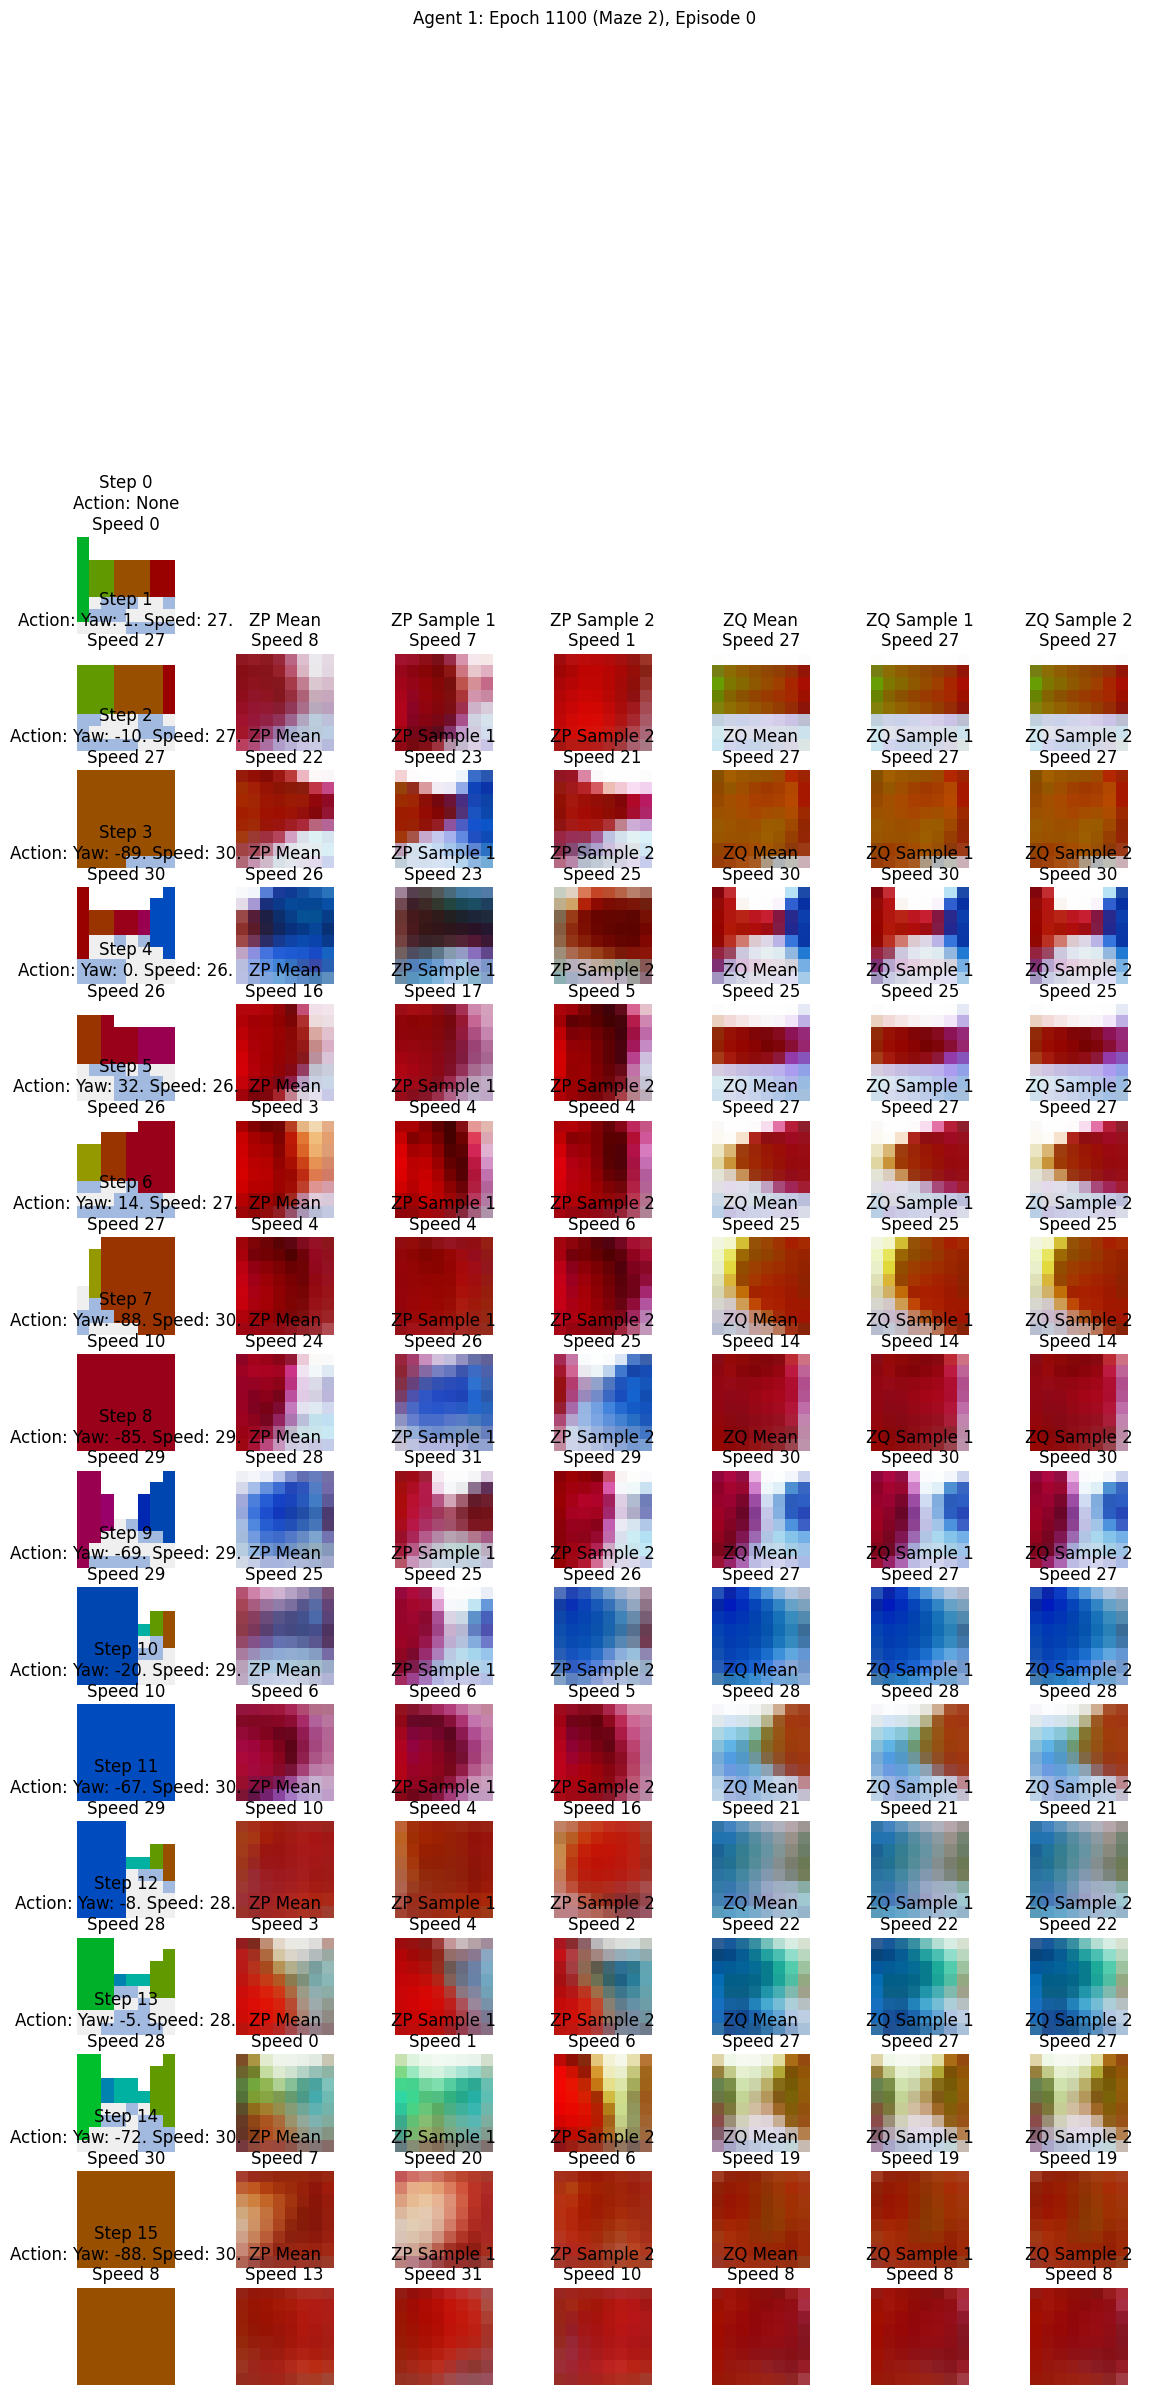 Agent 1: Epoch 1100 (Maze 2), Episode 0
Step 0
Action: None
Speed 0
Step 1
Action: Yaw: 1. Speed: 27.
Speed 27
ZP Mean
Speed 8
ZP Sample 1
Speed 7
ZP Sample 2
Speed 1
ZQ Mean
Speed 27
ZQ Sample 1
Speed 27
ZQ Sample 2
Speed 27
Step 2
Action: Yaw: -10. Speed: 27.
Speed 27
ZP Mean
Speed 22
ZP Sample 1
Speed 23
ZP Sample 2
Speed 21
ZQ Mean
Speed 27
ZQ Sample 1
Speed 27
ZQ Sample 2
Speed 27
Step 3
Action: Yaw: -89. Speed: 30.
Speed 30
ZP Mean
Speed 26
ZP Sample 1
Speed 23
ZP Sample 2
Speed 25
ZQ Mean
Speed 30
ZQ Sample 1
Speed 30
ZQ Sample 2
Speed 30
Step 4
Action: Yaw: 0. Speed: 26.
Speed 26
ZP Mean
Speed 16
ZP Sample 1
Speed 17
ZP Sample 2
Speed 5
ZQ Mean
Speed 25
ZQ Sample 1
Speed 25
ZQ Sample 2
Speed 25
Step 5
Action: Yaw: 32. Speed: 26.
Speed 26
ZP Mean
Speed 3
ZP Sample 1
Speed 4
ZP Sample 2
Speed 4
ZQ Mean
Speed 27
ZQ Sample 1
Speed 27
ZQ Sample 2
Speed 27
Step 6
Action: Yaw: 14. Speed: 27.
Speed 27
ZP Mean
Speed 4
ZP Sample 1
Speed 4
ZP Sample 2
Speed 6
ZQ Mean
Speed 25
ZQ Sample 1
Speed 25
ZQ Sample 2
Speed 25
Step 7
Action: Yaw: -88. Speed: 30.
Speed 10
ZP Mean
Speed 24
ZP Sample 1
Speed 26
ZP Sample 2
Speed 25
ZQ Mean
Speed 14
ZQ Sample 1
Speed 14
ZQ Sample 2
Speed 14
Step 8
Action: Yaw: -85. Speed: 29.
Speed 29
ZP Mean
Speed 28
ZP Sample 1
Speed 31
ZP Sample 2
Speed 29
ZQ Mean
Speed 30
ZQ Sample 1
Speed 30
ZQ Sample 2
Speed 30
Step 9
Action: Yaw: -69. Speed: 29.
Speed 29
ZP Mean
Speed 25
ZP Sample 1
Speed 25
ZP Sample 2
Speed 26
ZQ Mean
Speed 27
ZQ Sample 1
Speed 27
ZQ Sample 2
Speed 27
Step 10
Action: Yaw: -20. Speed: 29.
Speed 10
ZP Mean
Speed 6
ZP Sample 1
Speed 6
ZP Sample 2
Speed 5
ZQ Mean
Speed 28
ZQ Sample 1
Speed 28
ZQ Sample 2
Speed 28
Step 11
Action: Yaw: -67. Speed: 30.
Speed 29
ZP Mean
Speed 10
ZP Sample 1
Speed 4
ZP Sample 2
Speed 16
ZQ Mean
Speed 21
ZQ Sample 1
Speed 21
ZQ Sample 2
Speed 21
Step 12
Action: Yaw: -8. Speed: 28.
Speed 28
ZP Mean
Speed 3
ZP Sample 1
Speed 4
ZP Sample 2
Speed 2
ZQ Mean
Speed 22
ZQ Sample 1
Speed 22
ZQ Sample 2
Speed 22
Step 13
Action: Yaw: -5. Speed: 28.
Speed 28
ZP Mean
Speed 0
ZP Sample 1
Speed 1
ZP Sample 2
Speed 6
ZQ Mean
Speed 27
ZQ Sample 1
Speed 27
ZQ Sample 2
Speed 27
Step 14
Action: Yaw: -72. Speed: 30.
Speed 30
ZP Mean
Speed 7
ZP Sample 1
Speed 20
ZP Sample 2
Speed 6
ZQ Mean
Speed 19
ZQ Sample 1
Speed 19
ZQ Sample 2
Speed 19
Step 15
Action: Yaw: -88. Speed: 30.
Speed 8
ZP Mean
Speed 13
ZP Sample 1
Speed 31
ZP Sample 2
Speed 10
ZQ Mean
Speed 8
ZQ Sample 1
Speed 8
ZQ Sample 2
Speed 8